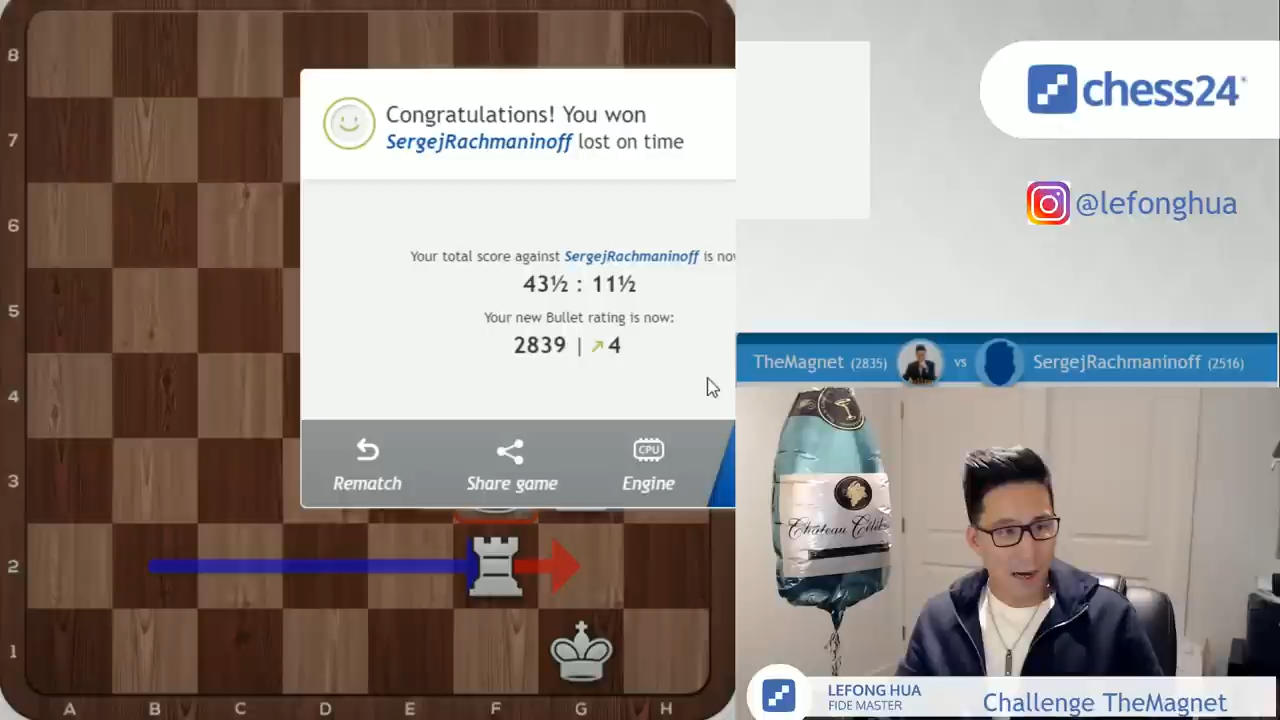 8
7
6
5
4
3
2
1
A B C D E F G H
Congratulations! You won
SergejRachmaninoff lost on time
Your total score against SergejRachmaninoff is
43½ : 11½
Your new Bullet rating is now:
2839 | ↗4
Rematch
Share game
CPU
Engine
chess24
@lefonghua
TheMagnet (2835) vs SergejRachmaninoff (2516)
LEFONG HUA
FIDE MASTER
Challenge TheMagnet